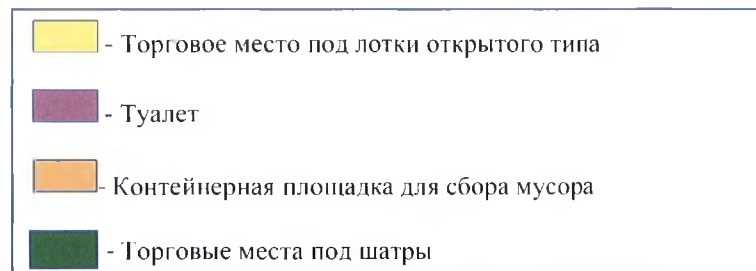 - Торговое место под лотки открытого типа
- Туалет
- Контейнерная площадка для сбора мусора
- Торговые места под шатры